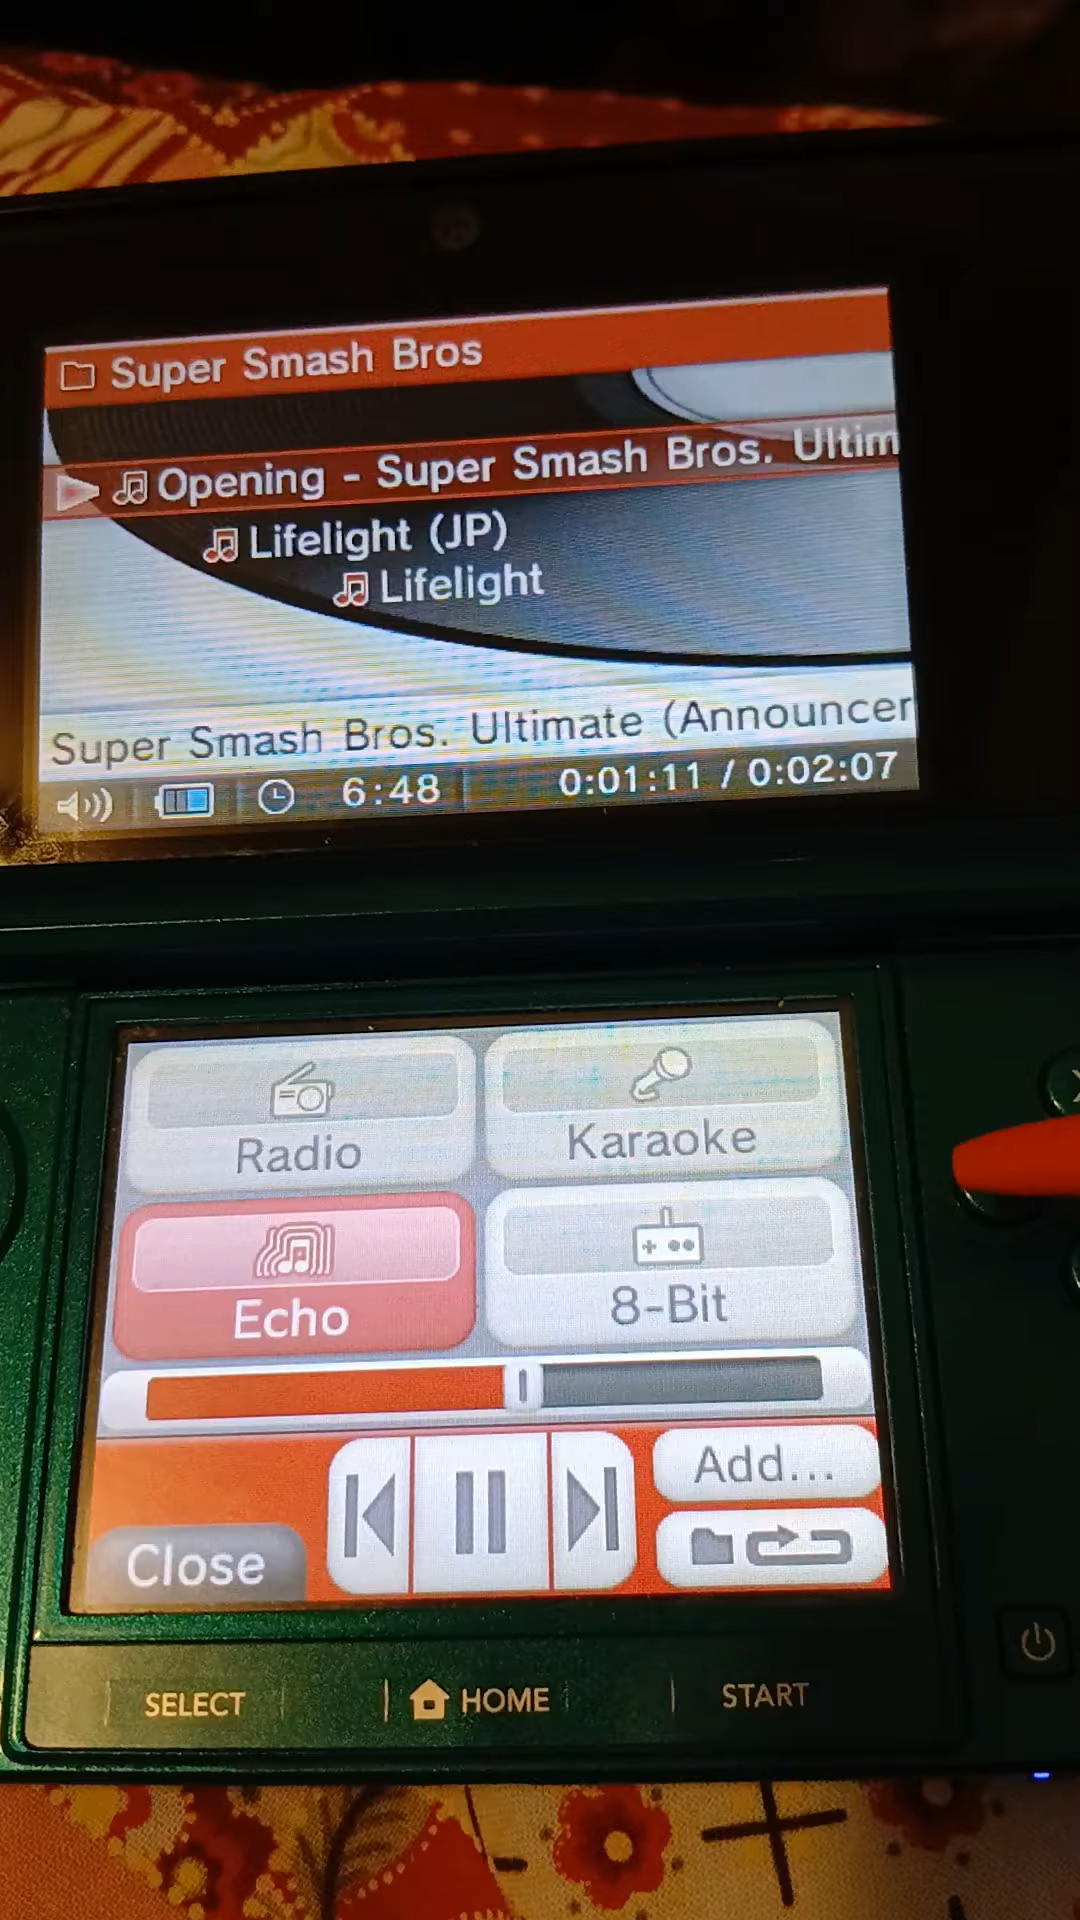 Super Smash Bros
Opening - Super Smash Bros. Ultim
Lifelight (JP)
Lifelight
Super Smash Bros. Ultimate (Announcer
6:48 0:01:11 / 0:02:07
Radio
Karaoke
Echo
8-Bit
Add...
Close
SELECT HOME START
X